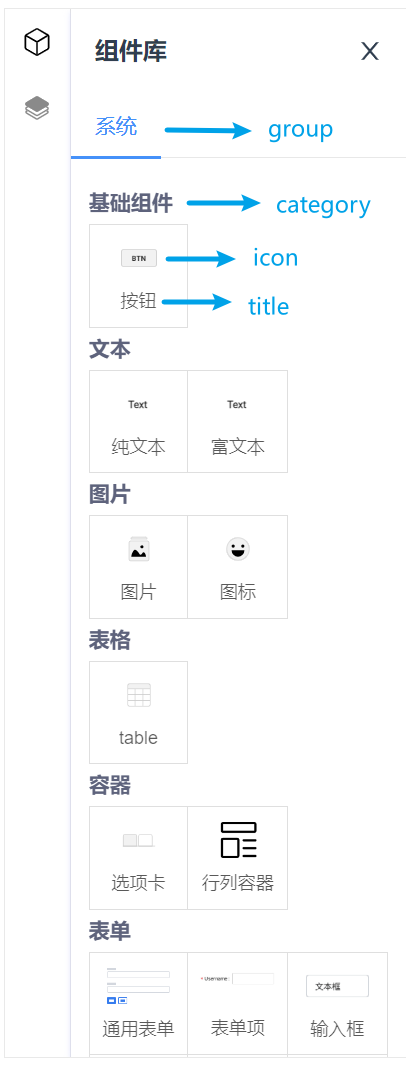 组件库
系统 group
基础组件 category
BTN icon
按钮 title
文本
Text Text
纯文本 富文本
图片
图片 图标
表格
table
容器
选项卡 行列容器
表单
Username 文本框
通用表单 表单项 输入框